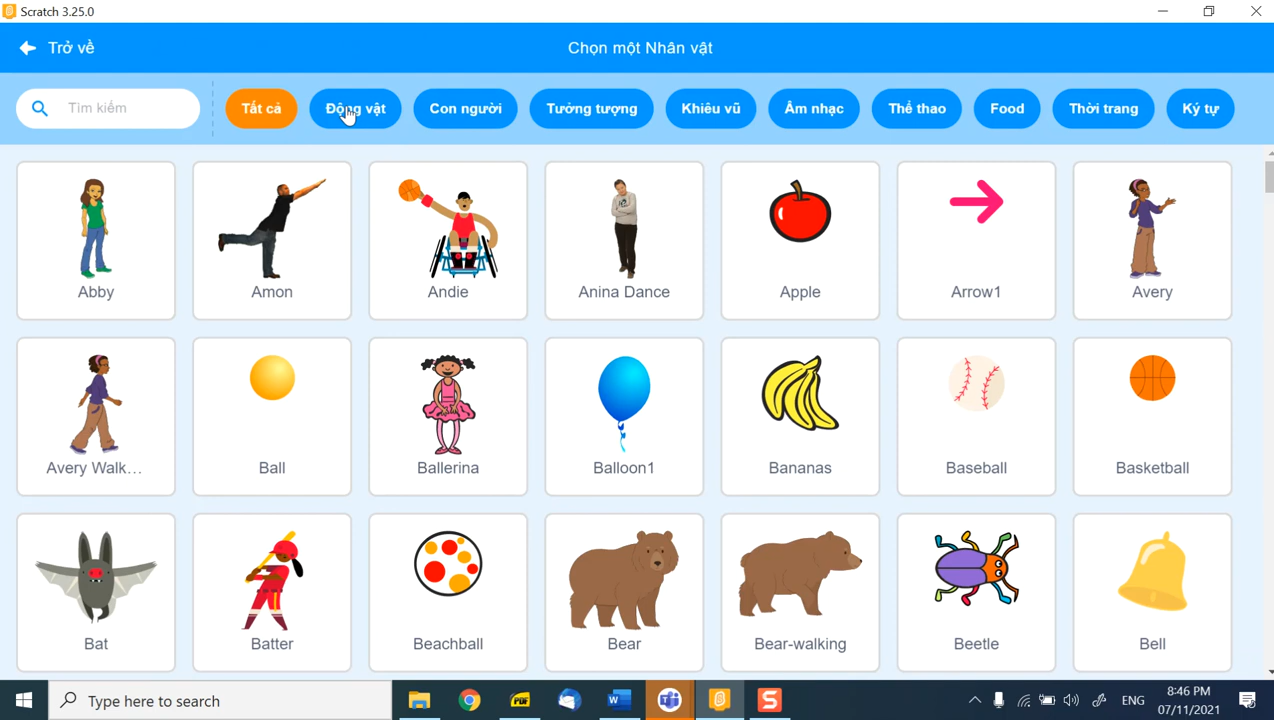 Scratch 3.25.0
Trở về
Chọn một Nhân vật
Tìm kiếm
Tất cả
Động vật
Con người
Tưởng tượng
Khiêu vũ
Âm nhạc
Thể thao
Food
Thời trang
Ký tự
Abby
Amon
Andie
Anina Dance
Apple
Arrow1
Avery
Avery Walk...
Ball
Ballerina
Balloon1
Bananas
Baseball
Basketball
Bat
Batter
Beachball
Bear
Bear-walking
Beetle
Bell
Type here to search
PDF
W
T
S
ENG
8:46 PM
07/11/2021